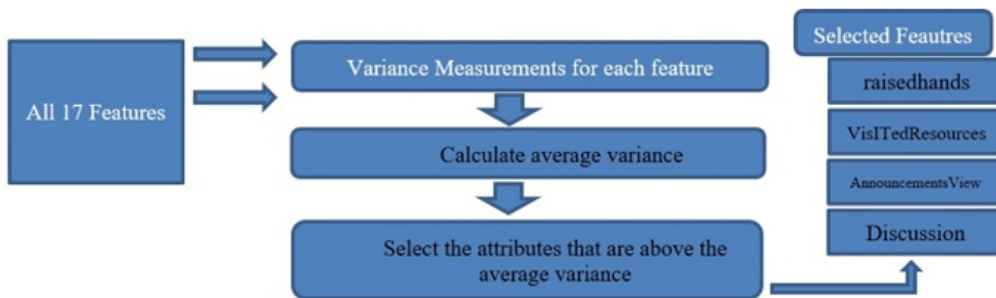 All 17 Features
Variance Measurements for each feature
Calculate average variance
Select the attributes that are above the
average variance
Selected Feautres
raisedhands
VisITedResources
AnnouncementsView
Discussion